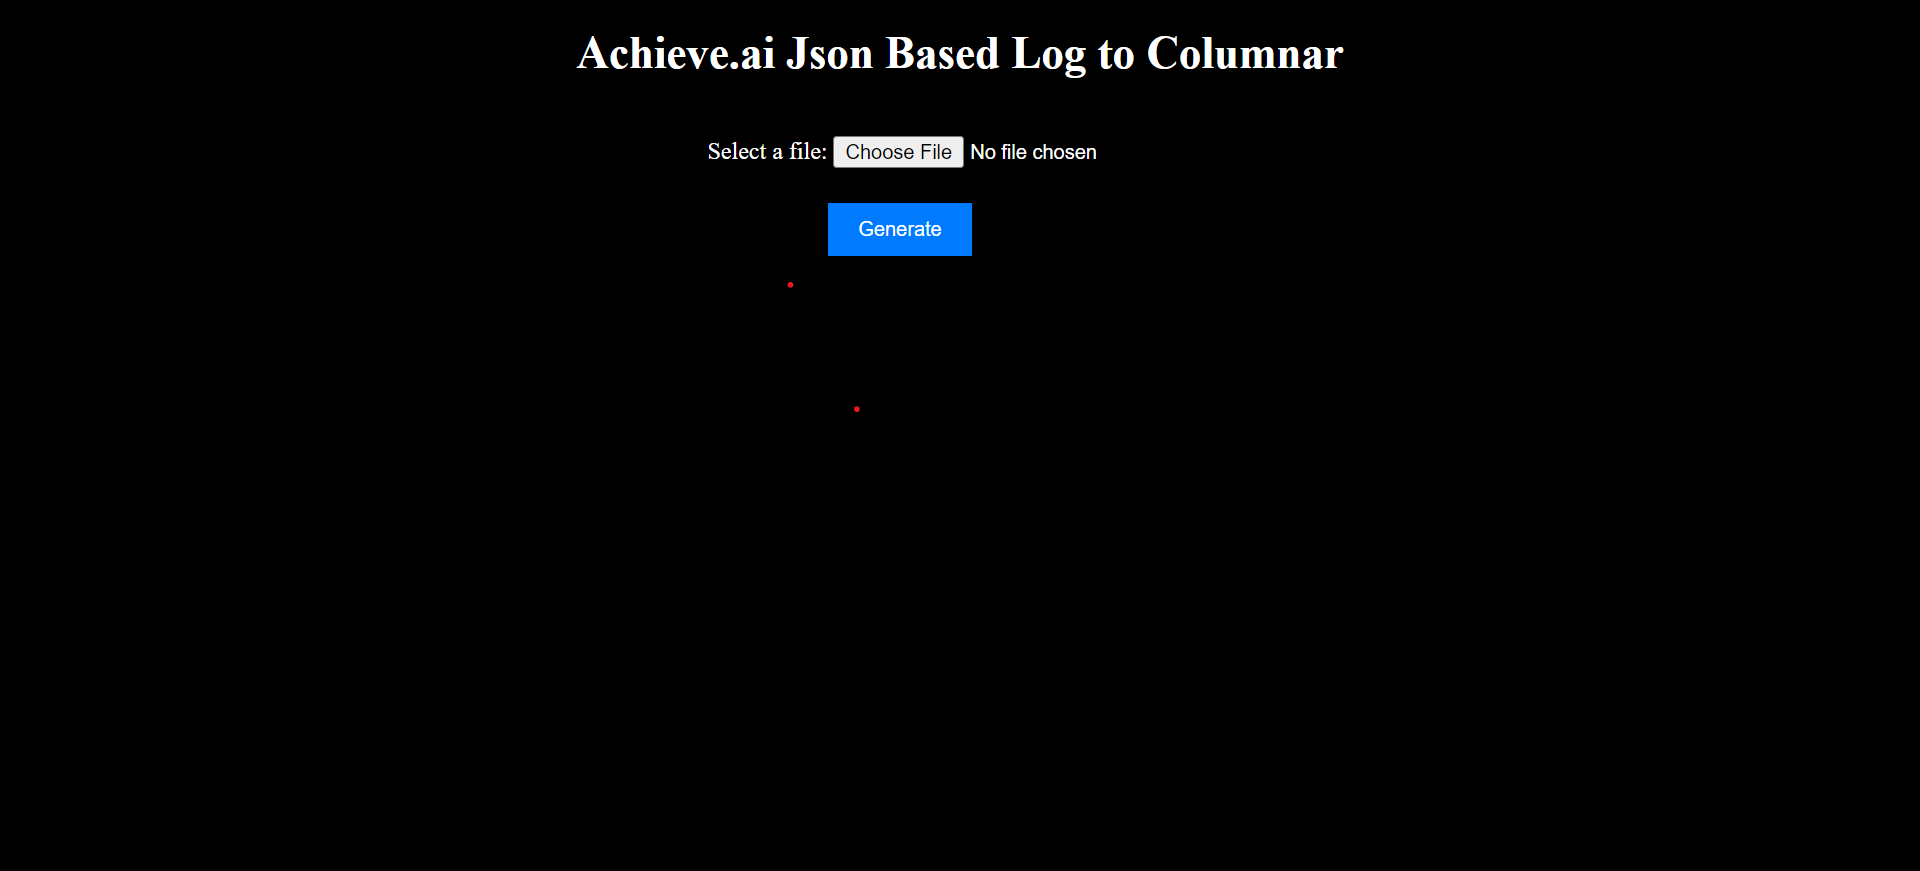 Achieve.ai Json Based Log to Columnar
Select a file: Choose File No file chosen
Generate